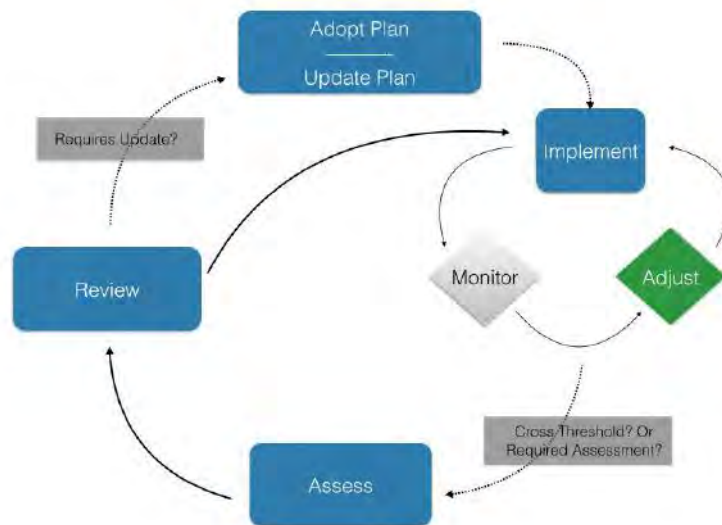 Adopt Plan
Update Plan
Requires Update?
Implement
Review
Monitor
Adjust
Cross Threshold? Or
Required Assessment?
Assess